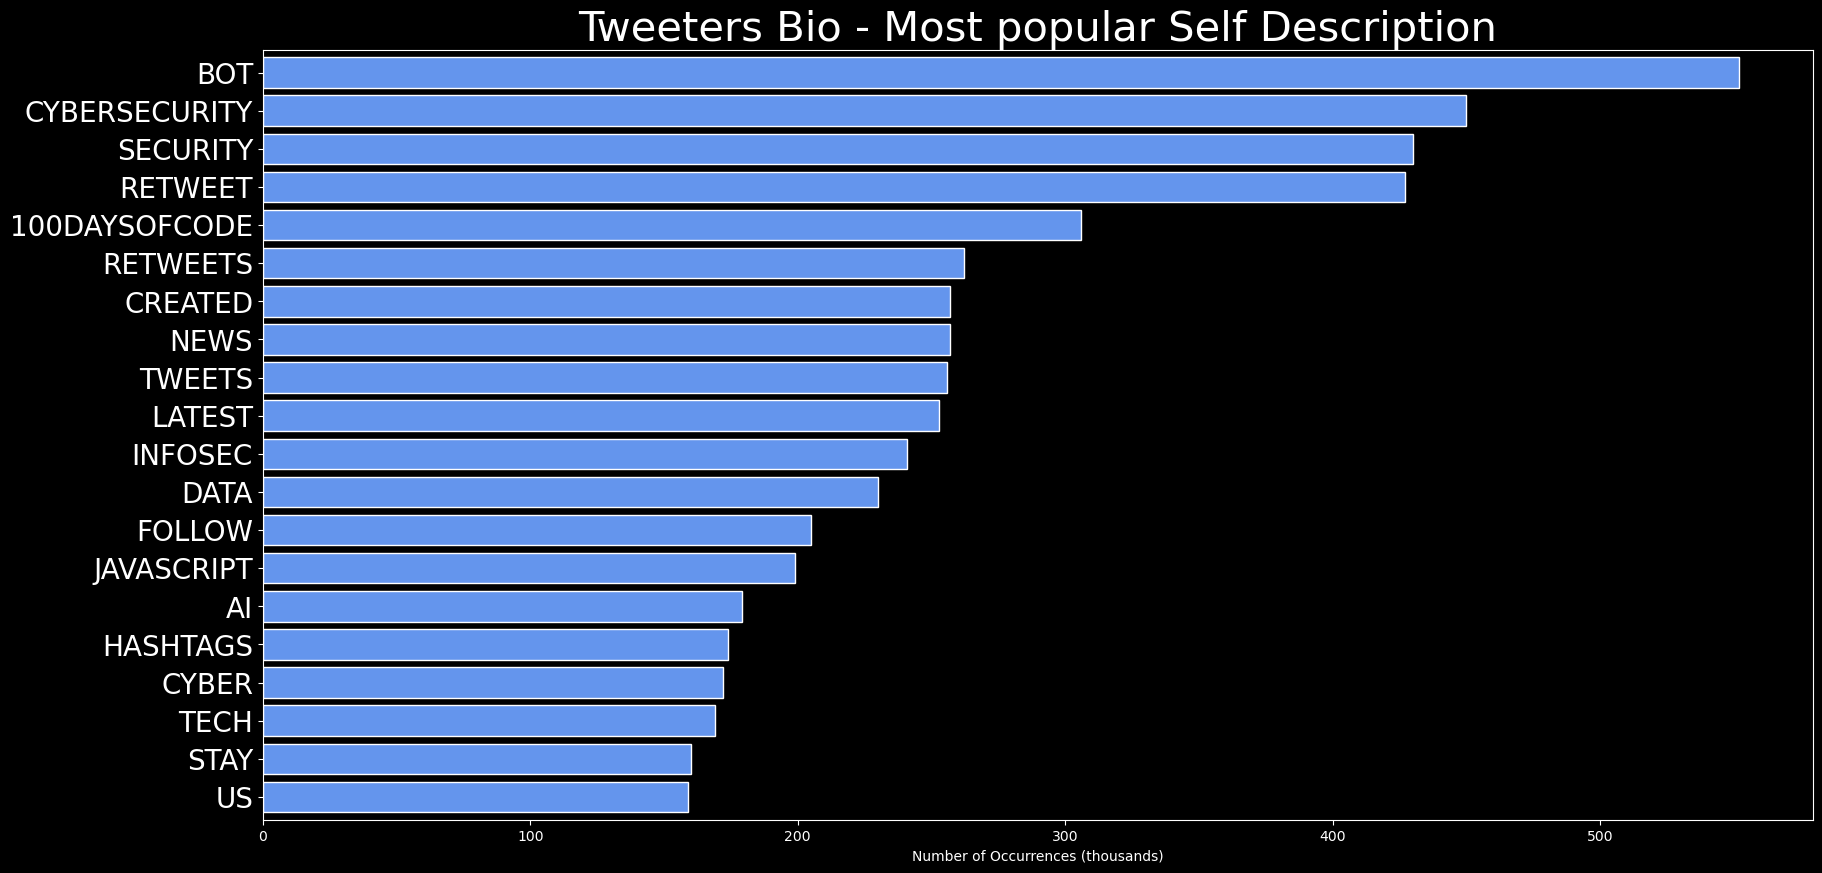 Tweeters Bio - Most popular Self Description
BOT
CYBERSECURITY
SECURITY
RETWEET
100DAYSOFCODE
RETWEETS
CREATED
NEWS
TWEETS
LATEST
INFOSEC
DATA
FOLLOW
JAVASCRIPT
AI
HASHTAGS
CYBER
TECH
STAY
US
0 100 200 300 400 500
Number of Occurrences (thousands)